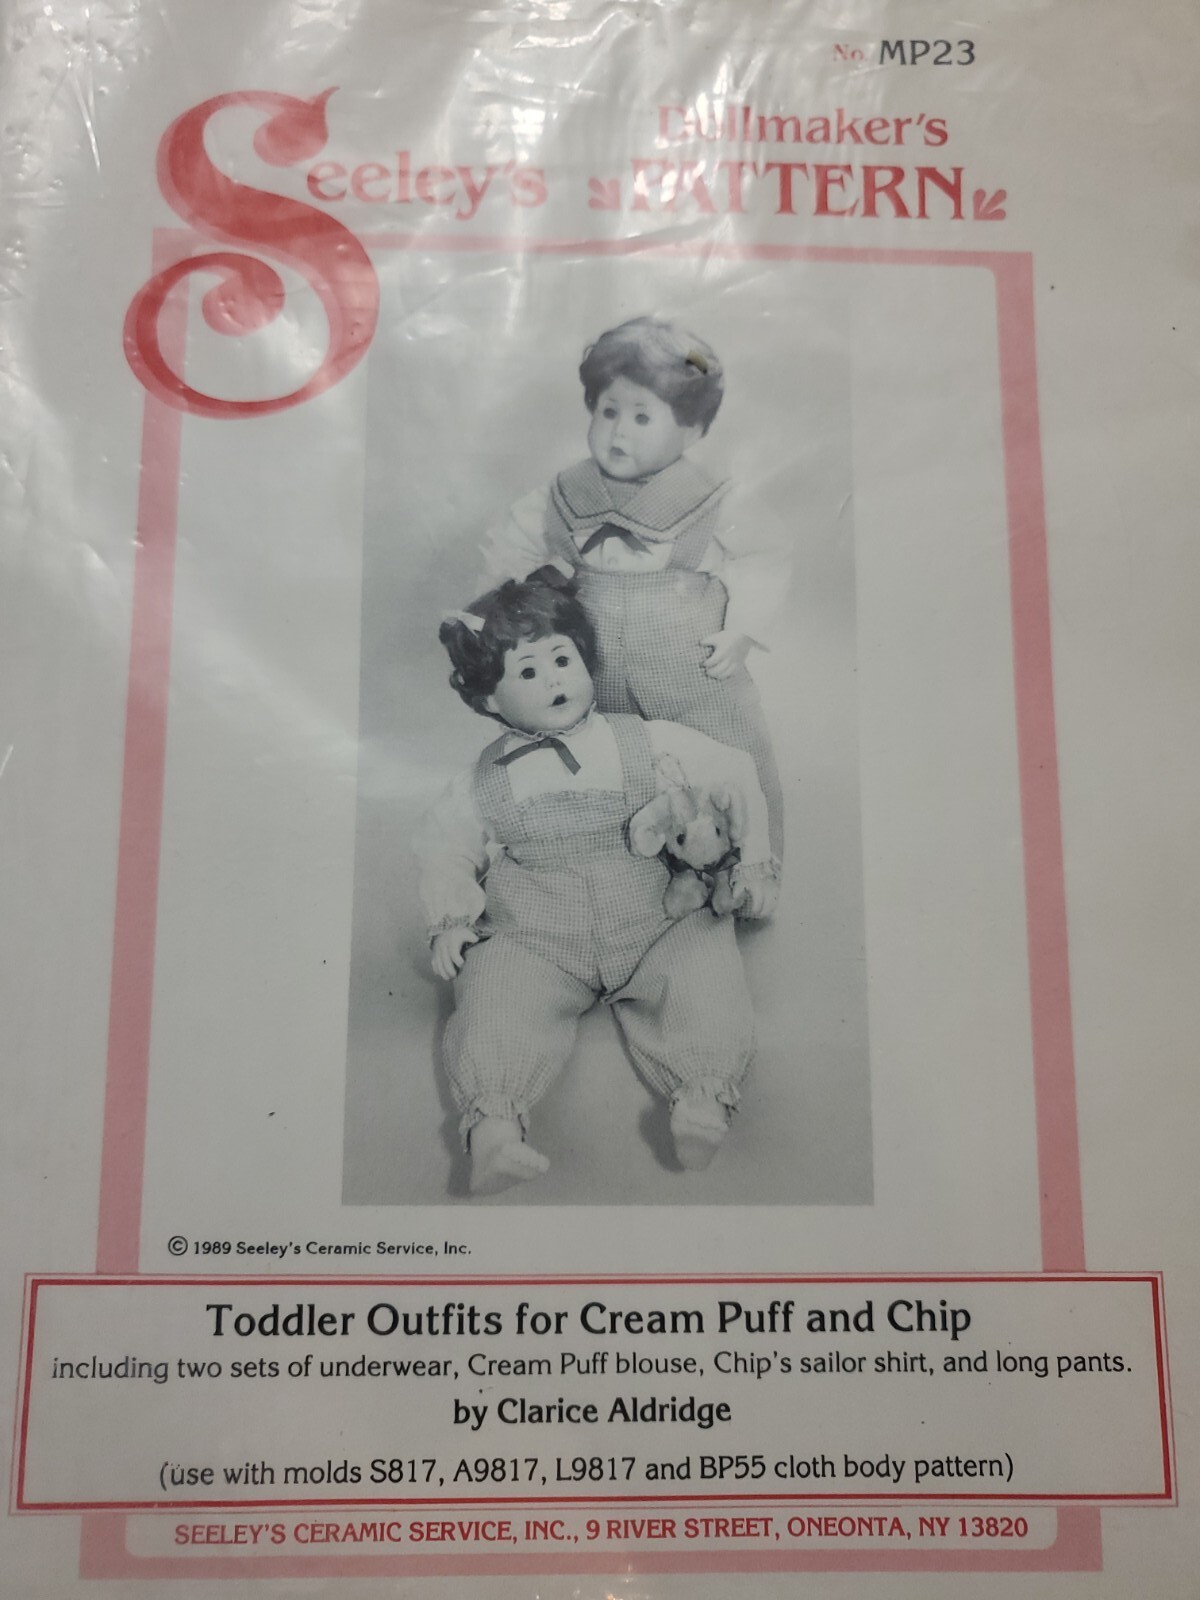 No. MP23
Seeley's
Dollmaker's
PATTERN
© 1989 Seeley's Ceramic Service, Inc.
Toddler Outfits for Cream Puff and Chip
including two sets of underwear, Cream Puff blouse, Chip's sailor shirt, and long pants.
by Clarice Aldridge
(use with molds S817, A9817, L9817 and BP55 cloth body pattern)
SEELEY'S CERAMIC SERVICE, INC., 9 RIVER STREET, ONEONTA, NY 13820